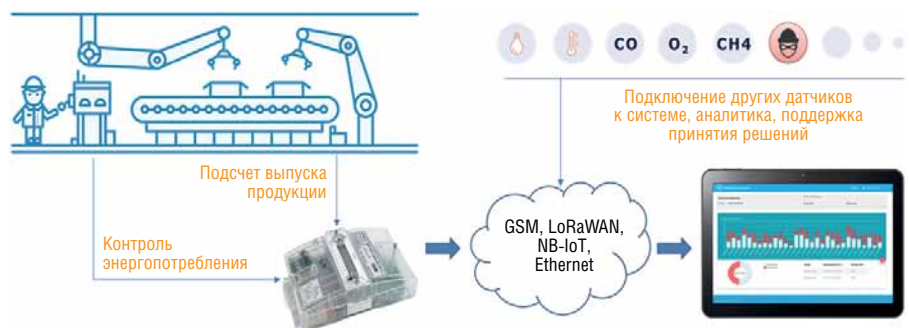 CO O₂ CH4
Подключение других датчиков
к системе, аналитика, поддержка
принятия решений
Подсчет выпуска
продукции
Контроль
энергопотребления
GSM, LoRaWAN,
NB-IoT,
Ethernet